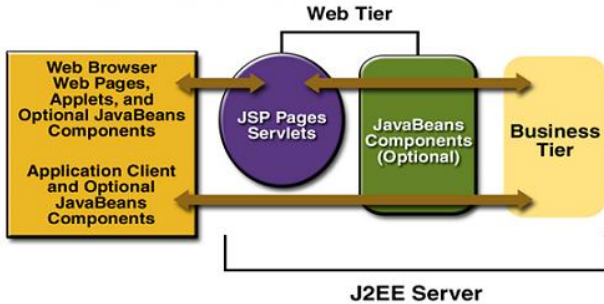 Web Tier
Web Browser
Web Pages,
Applets, and
Optional JavaBeans
Components
Application Client
and Optional
JavaBeans
Components
JSP Pages
Servlets
JavaBeans
Components
(Optional)
Business
Tier
J2EE Server